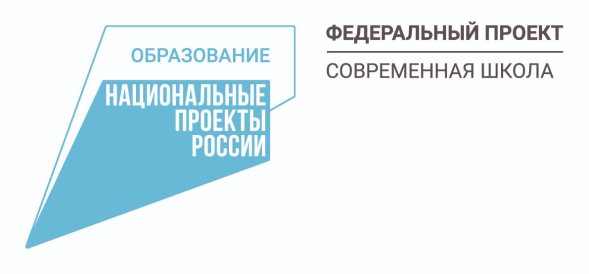 ОБРАЗОВАНИЕ
НАЦИОНАЛЬНЫЕ
ПРОЕКТЫ
РОССИИ
ФЕДЕРАЛЬНЫЙ ПРОЕКТ
СОВРЕМЕННАЯ ШКОЛА